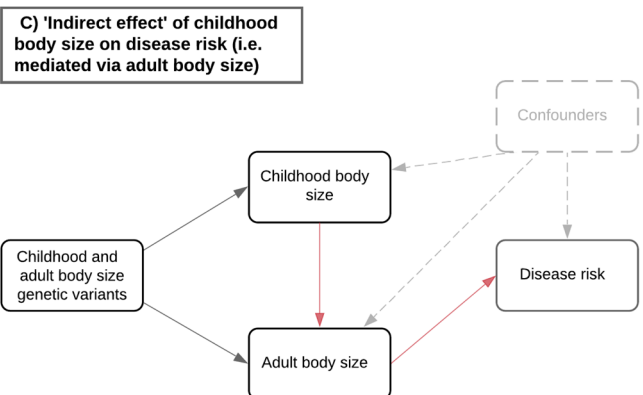 C) 'Indirect effect' of childhood
body size on disease risk (i.e.
mediated via adult body size)
Confounders
Childhood body
size
Childhood and
adult body size
genetic variants
Disease risk
Adult body size